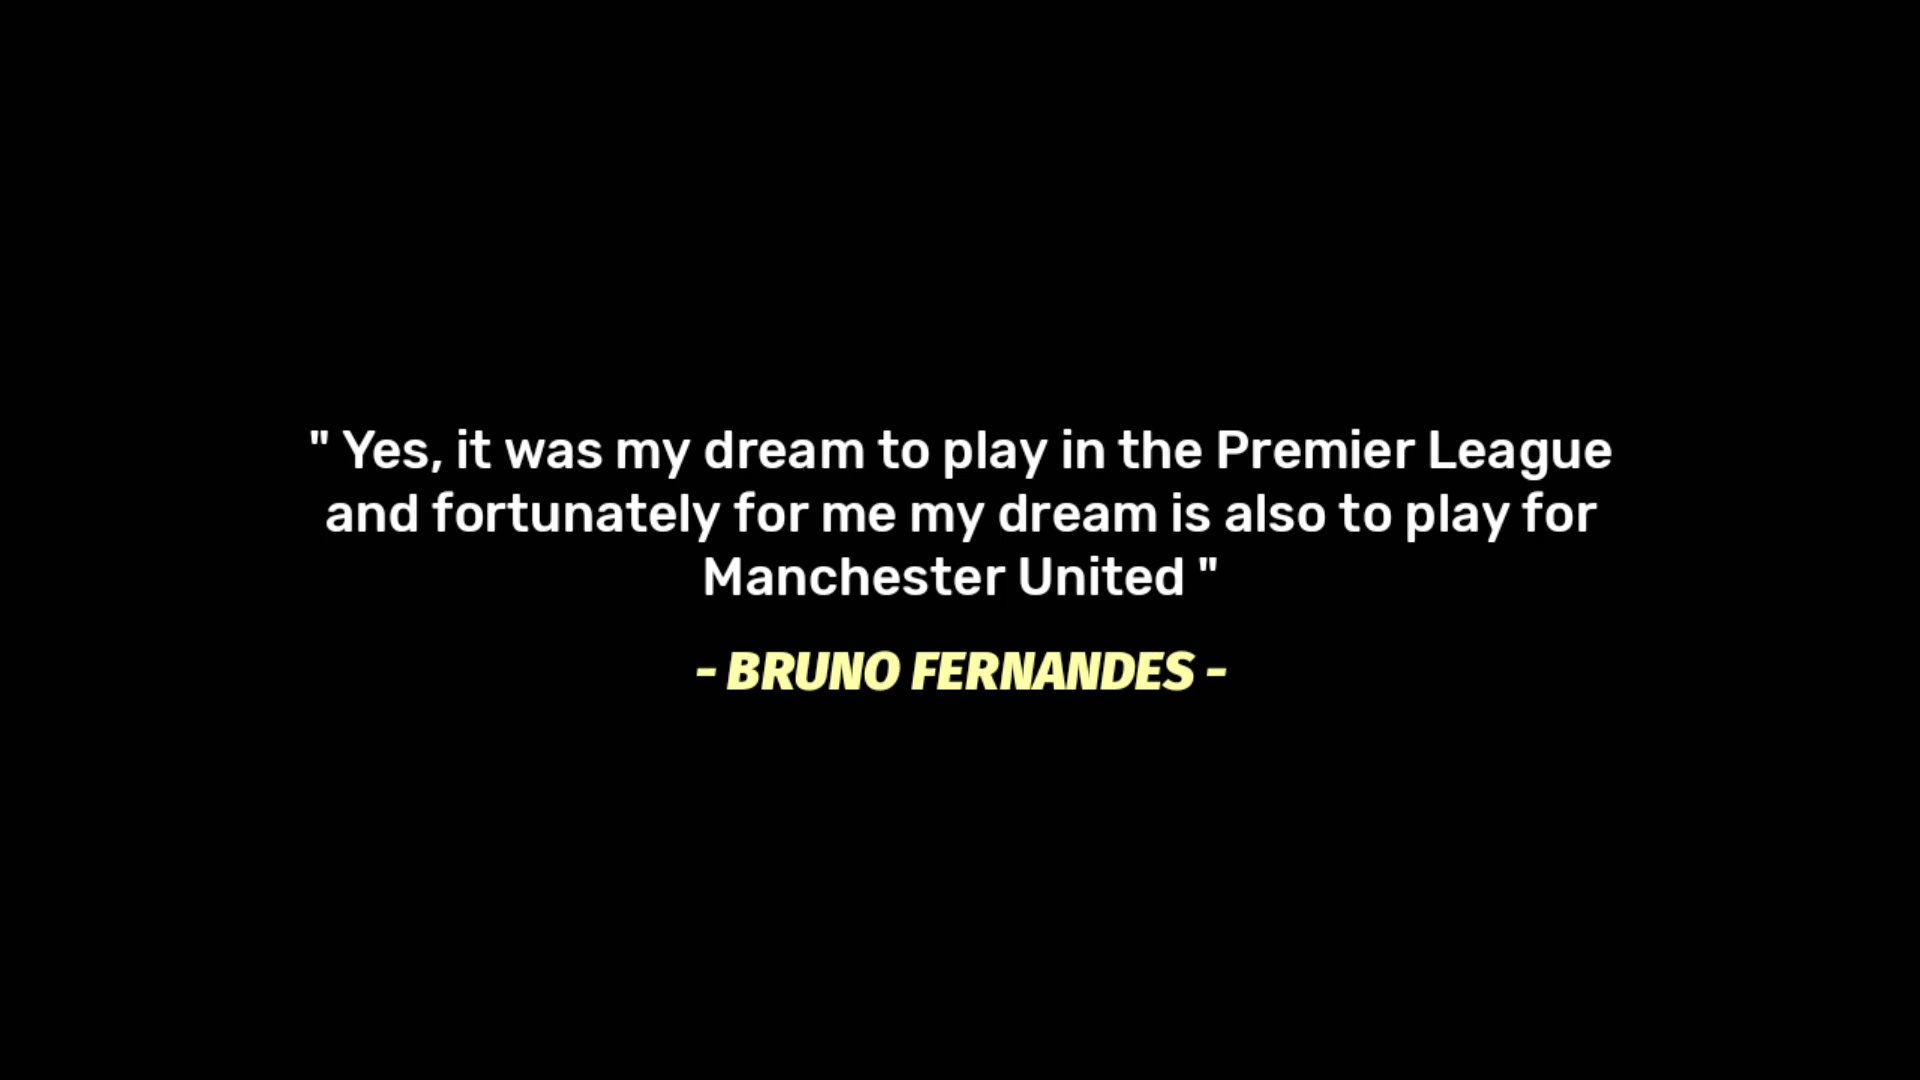 " Yes, it was my dream to play in the Premier League
and fortunately for me my dream is also to play for
Manchester United "
- BRUNO FERNANDES -